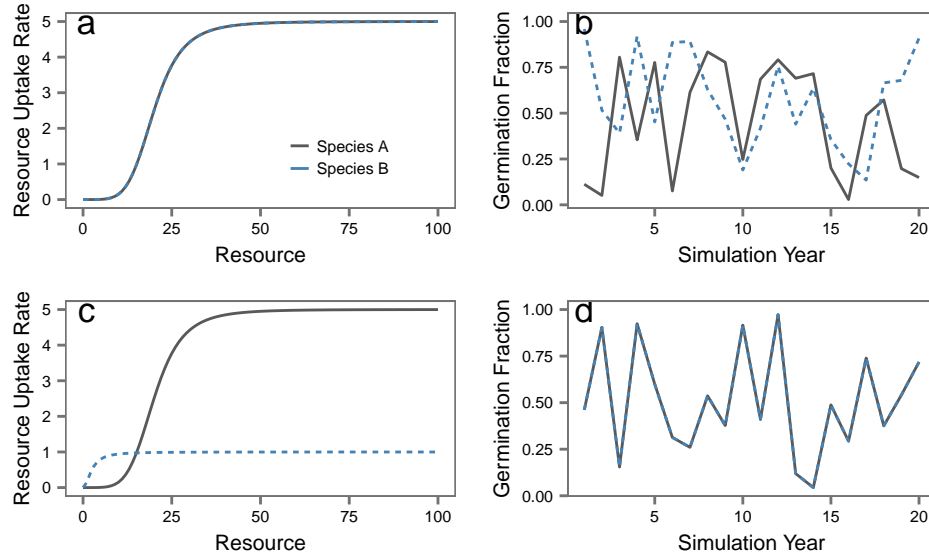 a
Resource Uptake Rate
5
4
3
2
1
0
Species A
Species B
0 25 50 75 100
Resource
b
Germination Fraction
1.00
0.75
0.50
0.25
0.00
5 10 15 20
Simulation Year
c
Resource Uptake Rate
5
4
3
2
1
0
0 25 50 75 100
Resource
d
Germination Fraction
1.00
0.75
0.50
0.25
0.00
5 10 15 20
Simulation Year